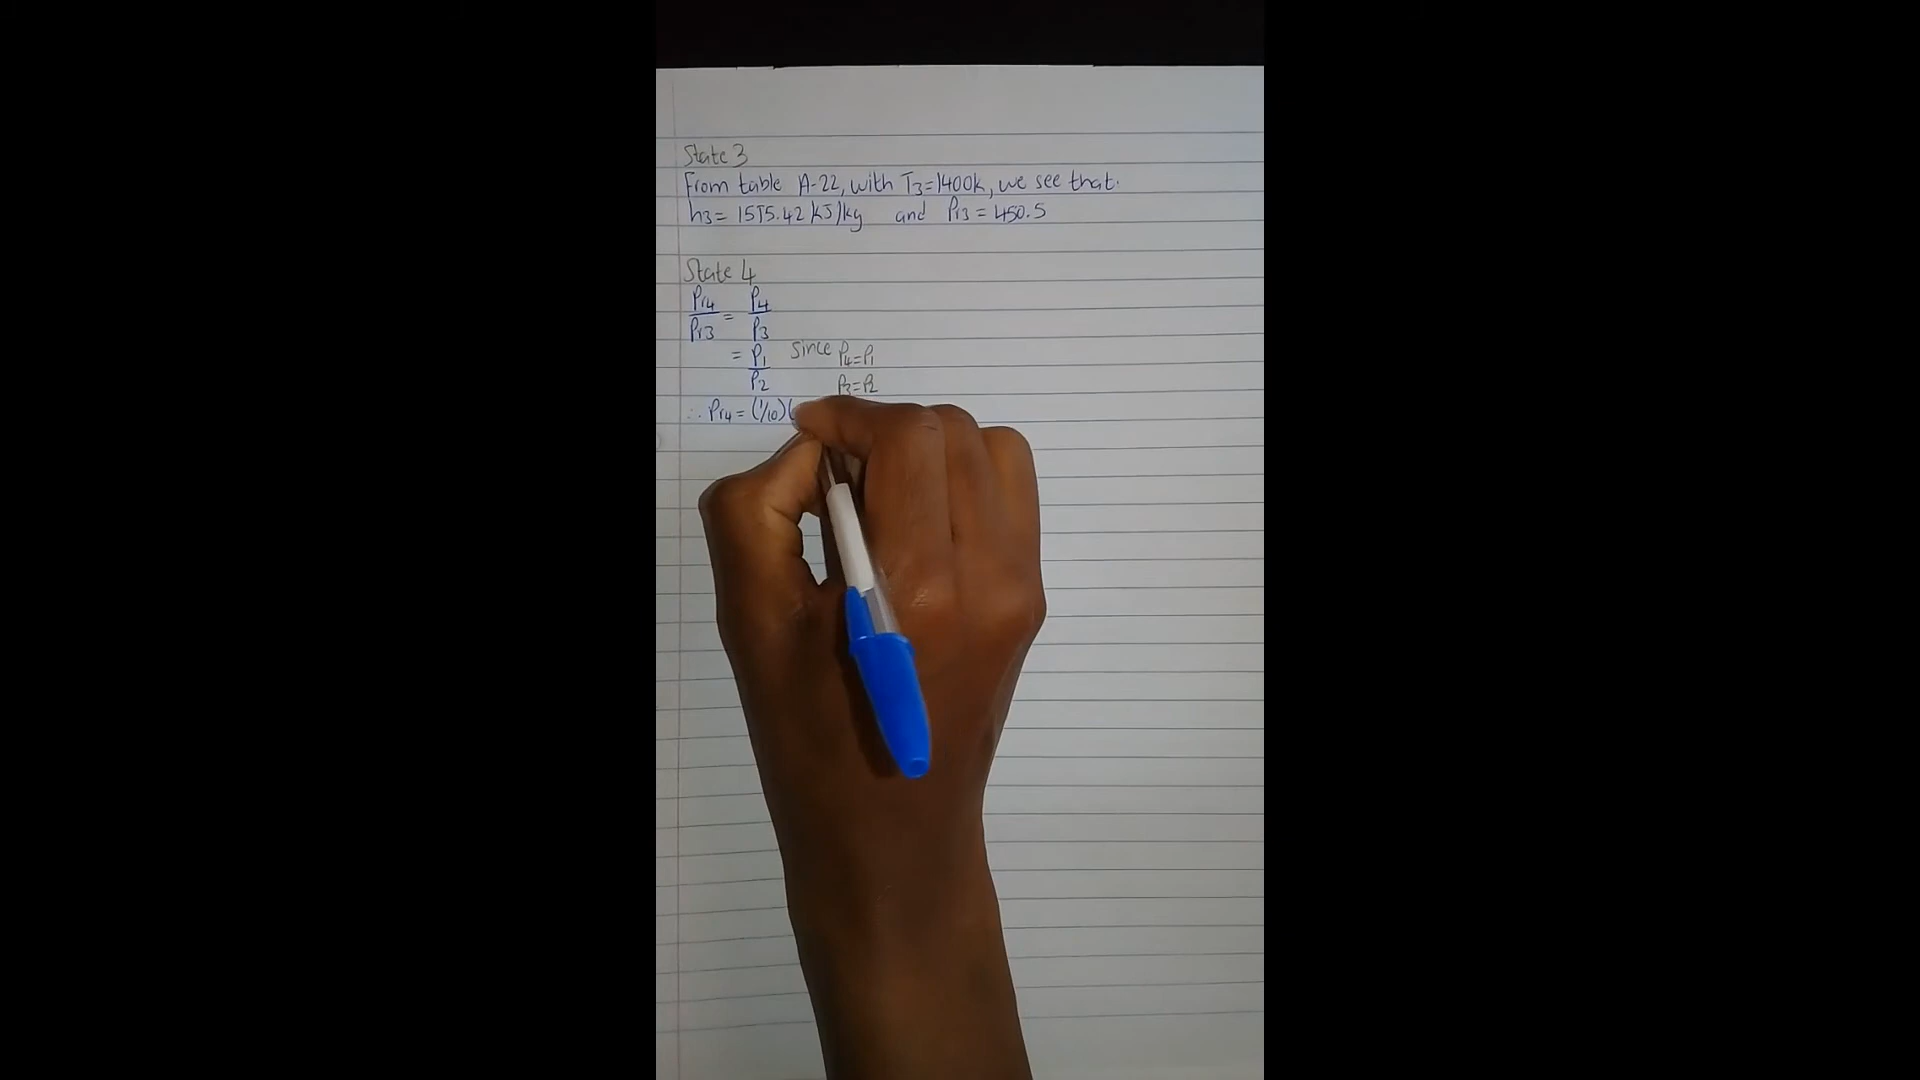 State 3
From table A-22, with T3=1400k, we see that.
h3= 1515.42 kJ/kg and Pr3 = 450.5
State 4
Pr4/Pr3 = P4/P3
= P1/P2 Since P4=P1
P3=P2
∴ Pr4 = (1/10)(